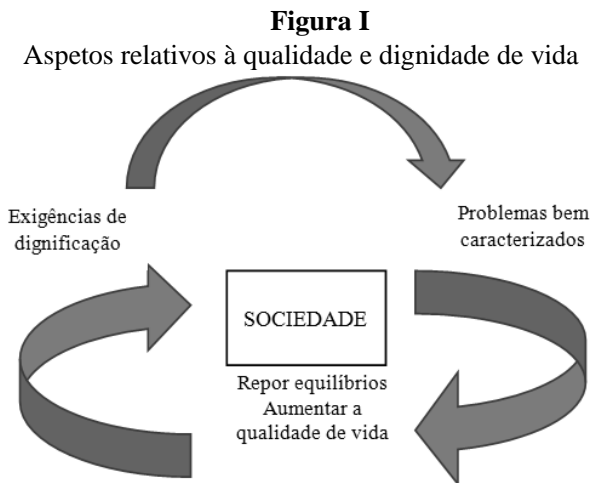 Figura I
Aspetos relativos à qualidade e dignidade de vida
Exigências de
dignificação
Problemas bem
caracterizados
SOCIEDADE
Repor equilíbrios
Aumentar a
qualidade de vida